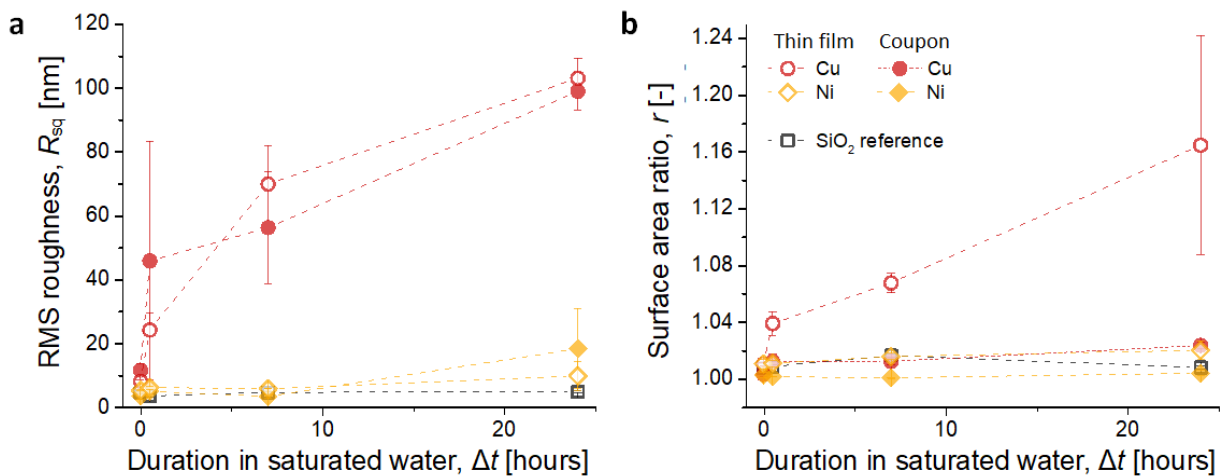 a
RMS roughness, Rsq [nm]
120
100
80
60
40
20
0
0
10
20
Duration in saturated water, Δt [hours]
b
Surface area ratio, r [-]
1.24
1.20
1.16
1.12
1.08
1.04
1.00
Thin film Coupon
Cu Cu
Ni Ni
SiO2 reference
0
10
20
Duration in saturated water, Δt [hours]